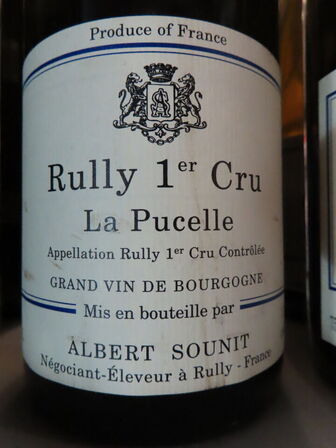 Produce of France
Rully 1er Cru
La Pucelle
Appellation Rully 1er Cru Contrôlée
GRAND VIN DE BOURGOGNE
Mis en bouteille par
ALBERT SOUNIT
Négociant-Éleveur à Rully - France